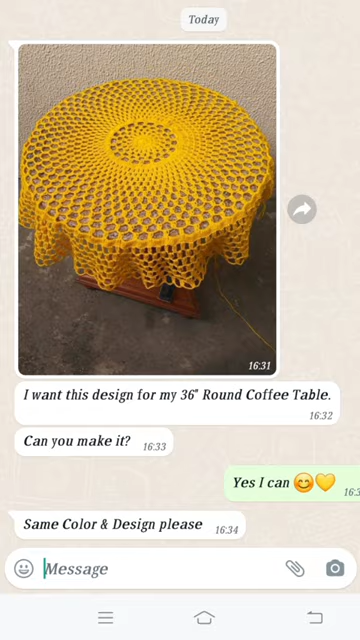 Today
16:31
I want this design for my 36" Round Coffee Table.
16:32
Can you make it? 16:33
Yes I can 😊💛
Same Color & Design please 16:34
Message